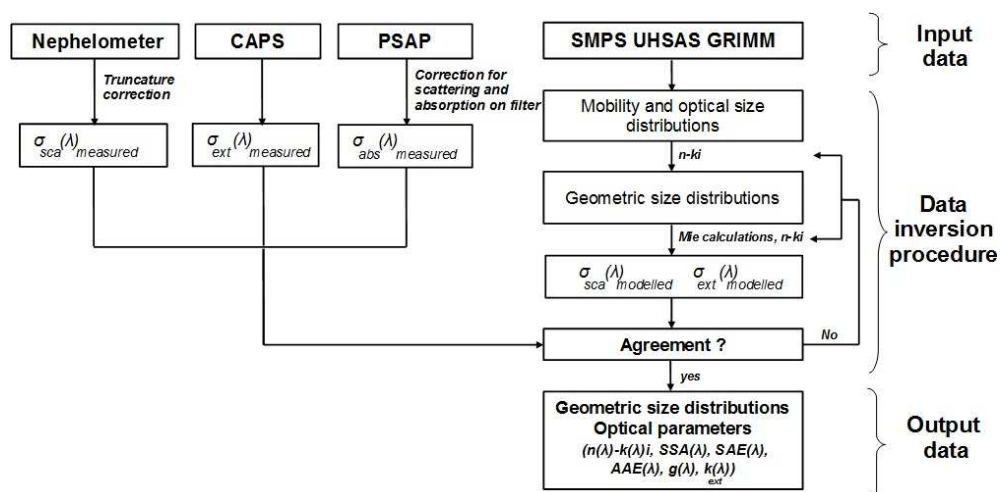 Nephelometer
CAPS
PSAP
SMPS UHSAS GRIMM
Input
data
Truncature
correction
Correction for
scattering and
absorption on filter
Mobility and optical size
distributions
σsca(λ)measured
σext(λ)measured
σabs(λ)measured
n-ki
Geometric size distributions
Data
inversion
procedure
Mie calculations, n-ki
σsca(λ)modelled σext(λ)modelled
Agreement ?
No
yes
Geometric size distributions
Optical parameters
(n(λ)-k(λ)i, SSA(λ), SAE(λ),
AAE(λ), g(λ), kext(λ))
Output
data